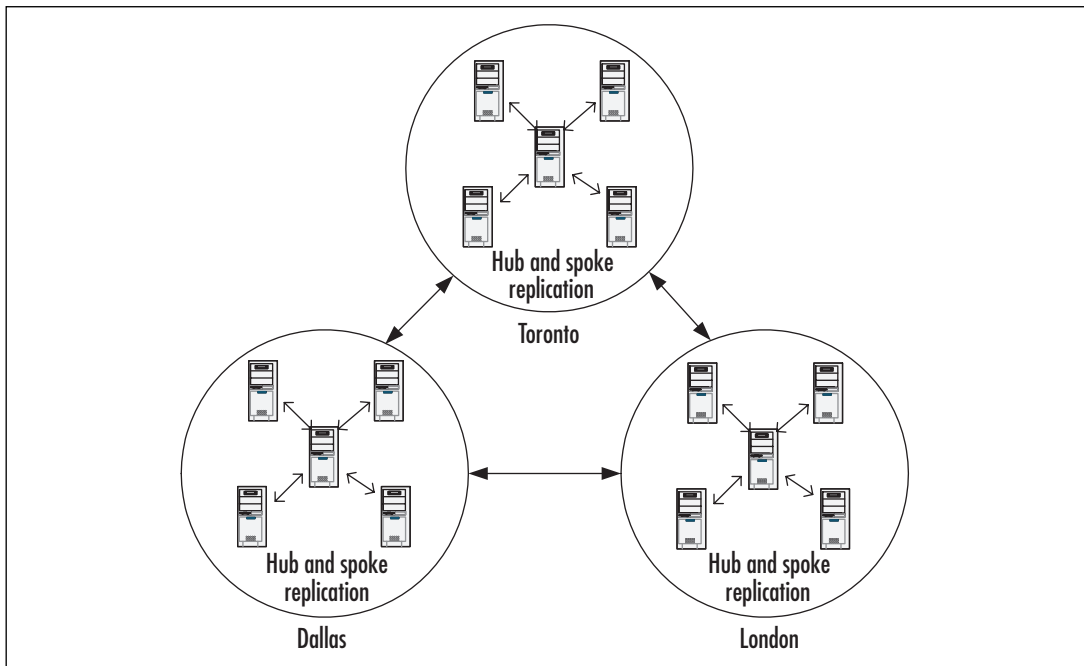 Hub and spoke
replication
Toronto
Hub and spoke
replication
Dallas
Hub and spoke
replication
London